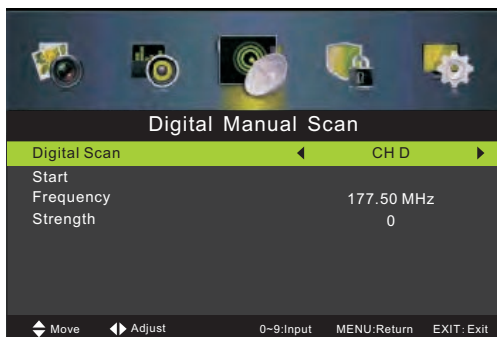 Digital Manual Scan
Digital Scan CH D
Start
Frequency 177.50 MHz
Strength 0
Move Adjust 0~9:Input MENU:Return EXIT:Exit